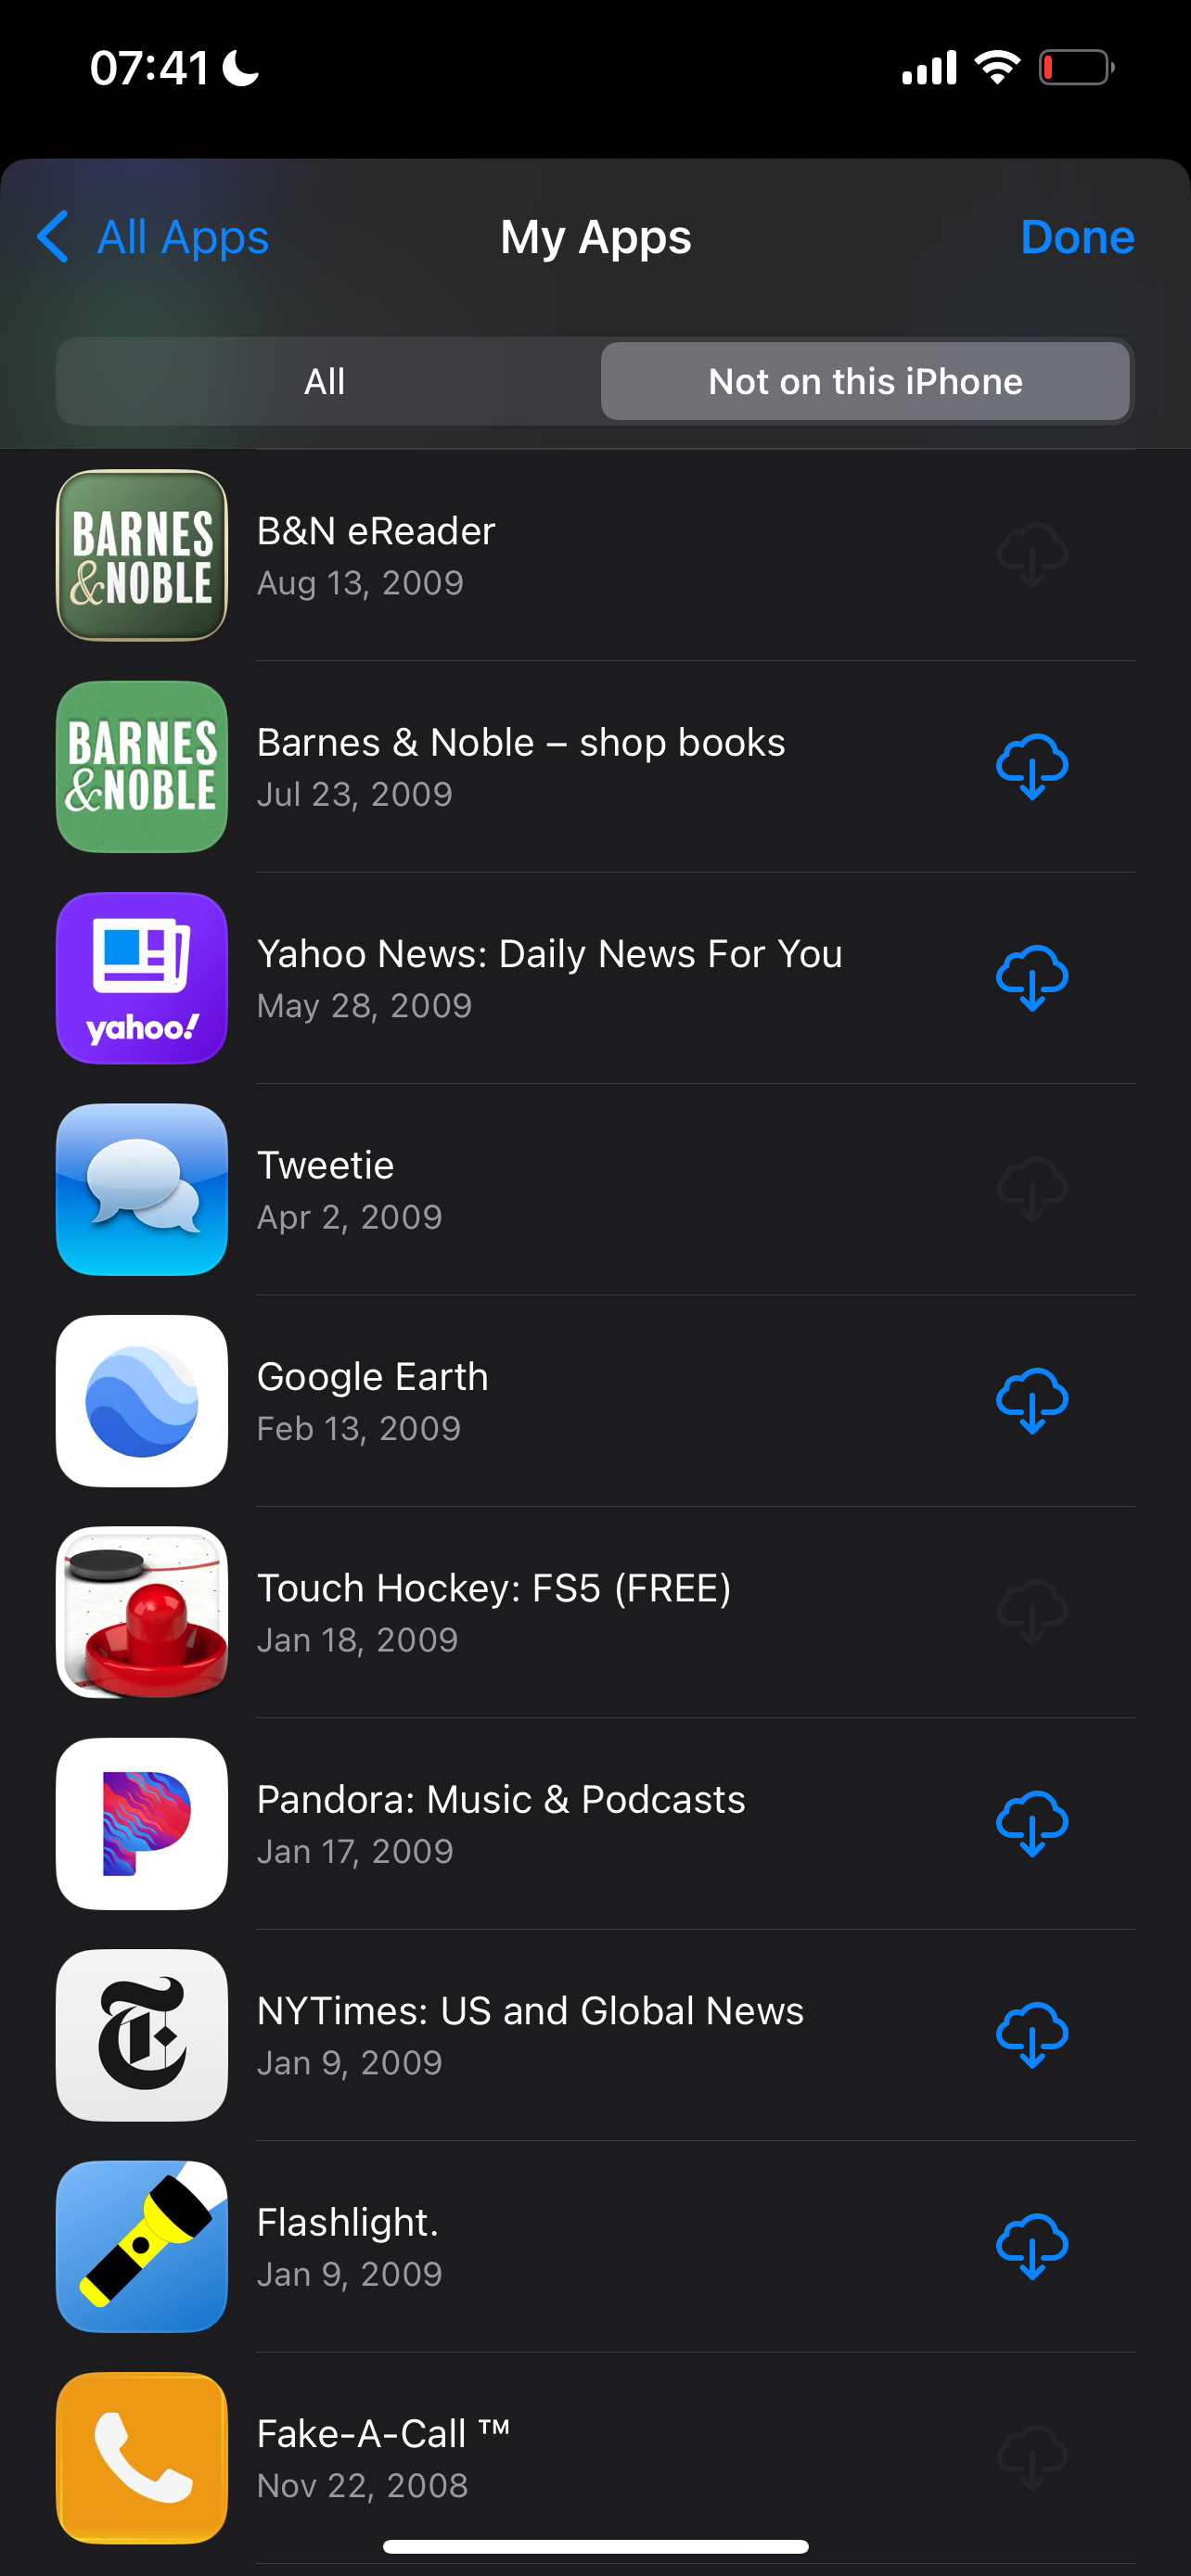 07:41
All Apps
My Apps
Done
All
Not on this iPhone
BARNES
&NOBLE
B&N eReader
Aug 13, 2009
BARNES
&NOBLE
Barnes & Noble – shop books
Jul 23, 2009
yahoo!
Yahoo News: Daily News For You
May 28, 2009
Tweetie
Apr 2, 2009
Google Earth
Feb 13, 2009
Touch Hockey: FS5 (FREE)
Jan 18, 2009
P
Pandora: Music & Podcasts
Jan 17, 2009
T
NYTimes: US and Global News
Jan 9, 2009
Flashlight.
Jan 9, 2009
Fake-A-Call ™
Nov 22, 2008